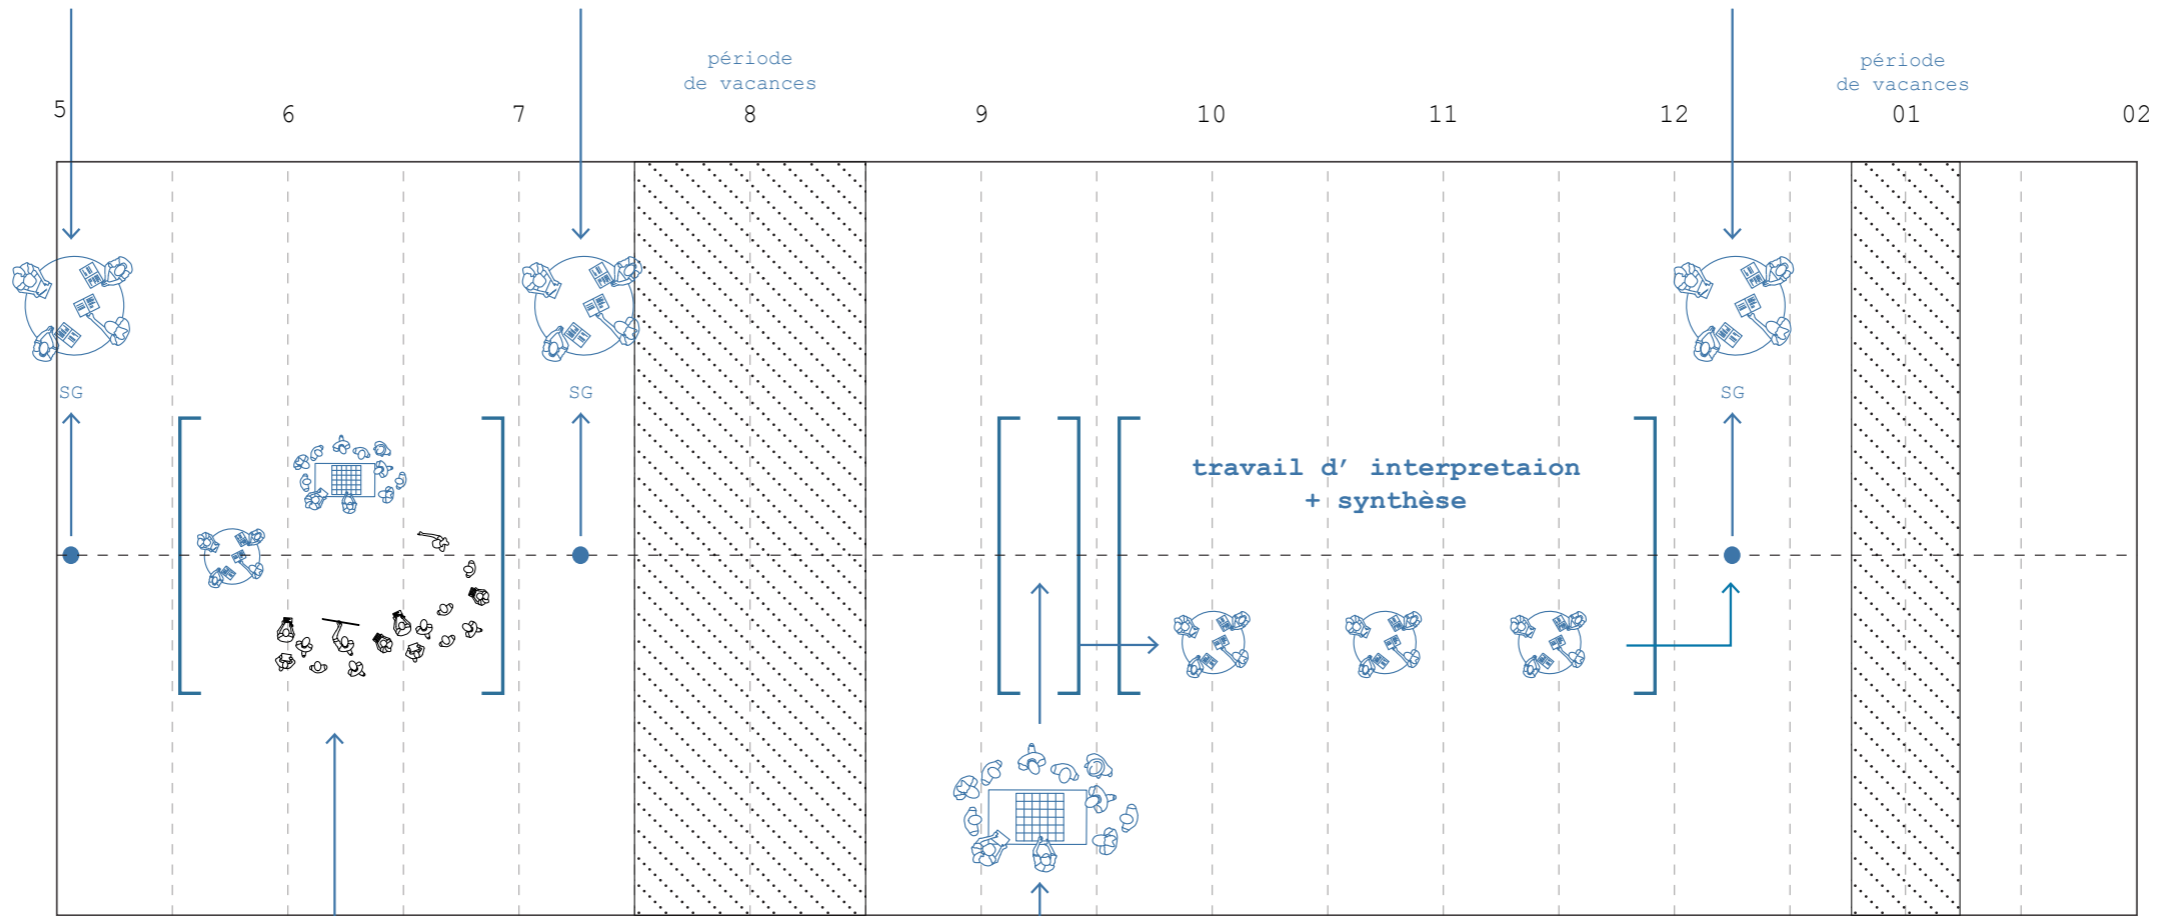 période
de vacances
période
de vacances
5
6
7
8
9
10
11
12
01
02
SG
SG
SG
travail d’ interpretaion
+ synthèse